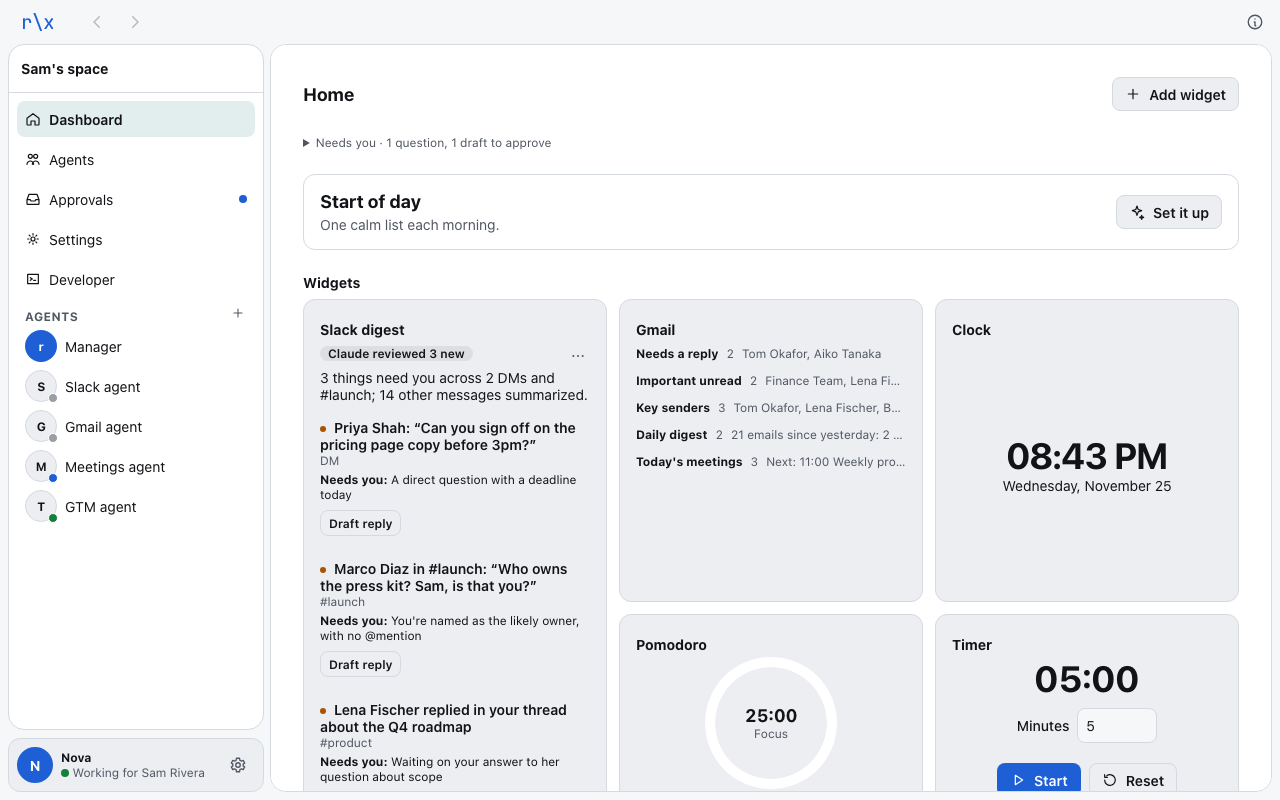 r\x
Sam's space
Dashboard
Agents
Approvals
Settings
Developer
AGENTS
r Manager
S Slack agent
G Gmail agent
M Meetings agent
T GTM agent
N Nova
Working for Sam Rivera
Home
Add widget
Needs you · 1 question, 1 draft to approve
Start of day
One calm list each morning.
Set it up
Widgets
Slack digest
Claude reviewed 3 new
3 things need you across 2 DMs and
#launch; 14 other messages summarized.
Priya Shah: “Can you sign off on the
pricing page copy before 3pm?”
DM
Needs you: A direct question with a deadline
today
Draft reply
Marco Diaz in #launch: “Who owns
the press kit? Sam, is that you?”
#launch
Needs you: You're named as the likely owner,
with no @mention
Draft reply
Lena Fischer replied in your thread
about the Q4 roadmap
#product
Needs you: Waiting on your answer to her
question about scope
Gmail
Needs a reply 2 Tom Okafor, Aiko Tanaka
Important unread 2 Finance Team, Lena Fi...
Key senders 3 Tom Okafor, Lena Fischer, B...
Daily digest 2 21 emails since yesterday: 2 ...
Today's meetings 3 Next: 11:00 Weekly pro...
Clock
08:43 PM
Wednesday, November 25
Pomodoro
25:00
Focus
Timer
05:00
Minutes 5
Start
Reset